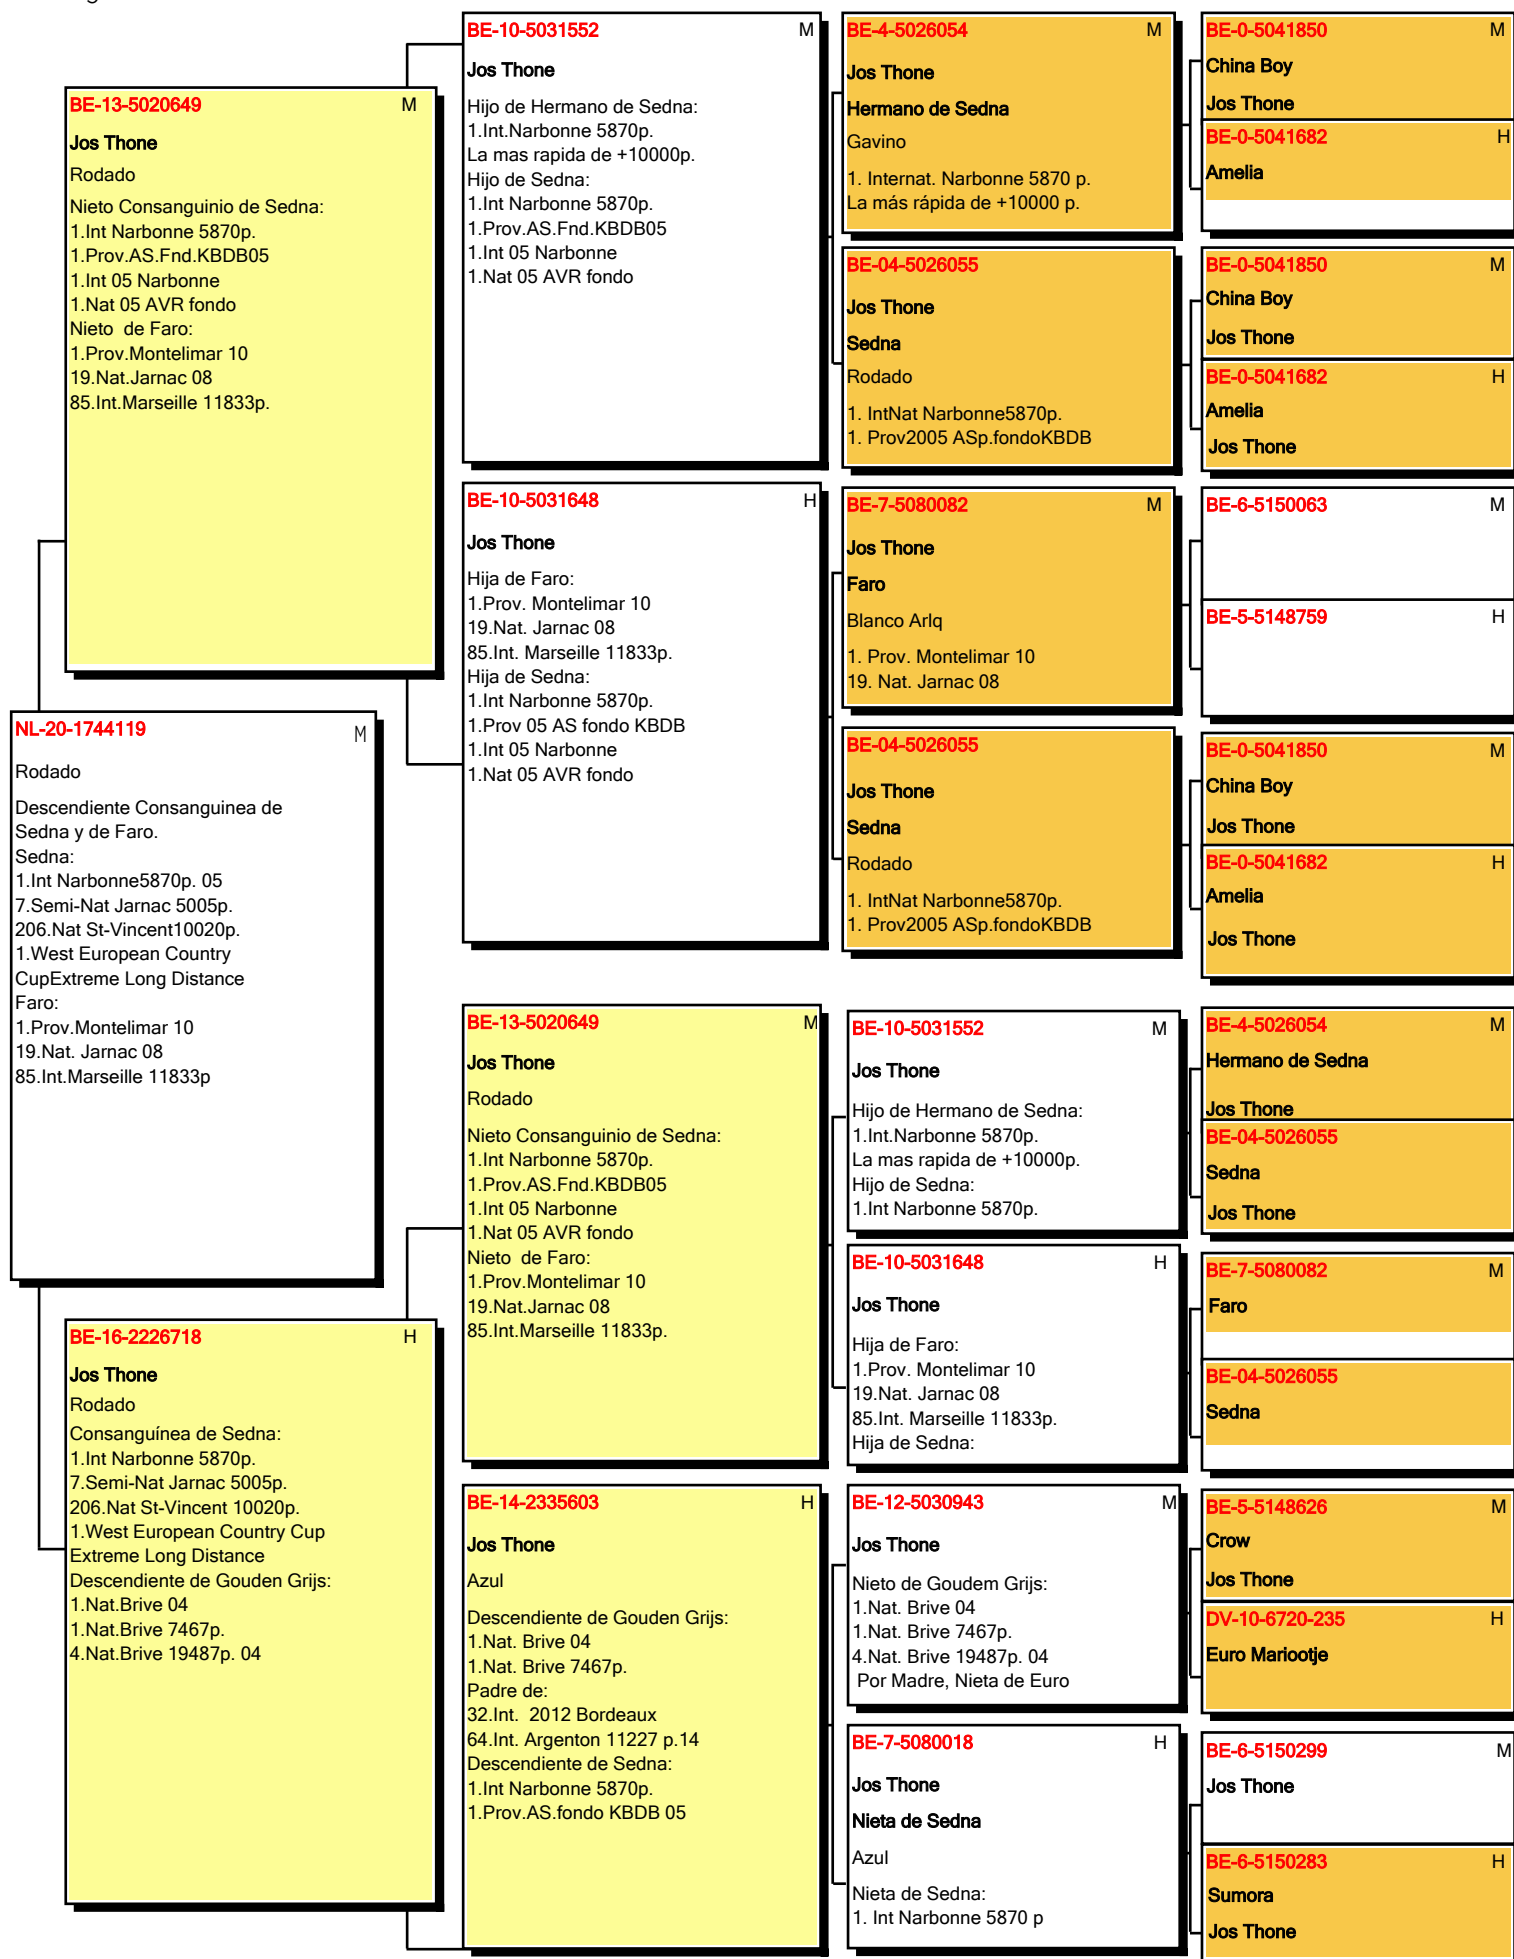 NL-20-1744119 M
Rodado
Descendiente Consanguinea de
Sedna y de Faro.
Sedna:
1.Int Narbonne5870p. 05
7.Semi-Nat Jarnac 5005p.
206.Nat St-Vincent10020p.
1.West European Country
CupExtreme Long Distance
Faro:
1.Prov.Montelimar 10
19.Nat. Jarnac 08
85.Int.Marseille 11833p
BE-13-5020649 M
Jos Thone
Rodado
Nieto Consanguinio de Sedna:
1.Int Narbonne 5870p.
1.Prov.AS.Fnd.KBDB05
1.Int 05 Narbonne
1.Nat 05 AVR fondo
Nieto  de Faro:
1.Prov.Montelimar 10
19.Nat.Jarnac 08
85.Int.Marseille 11833p.
BE-16-2226718 H
Jos Thone
Rodado
Consanguínea de Sedna:
1.Int Narbonne 5870p.
7.Semi-Nat Jarnac 5005p.
206.Nat St-Vincent 10020p.
1.West European Country Cup
Extreme Long Distance
Descendiente de Gouden Grijs:
1.Nat.Brive 04
1.Nat.Brive 7467p.
4.Nat.Brive 19487p. 04
BE-10-5031552 M
Jos Thone
Hijo de Hermano de Sedna:
1.Int.Narbonne 5870p.
La mas rapida de +10000p.
Hijo de Sedna:
1.Int Narbonne 5870p.
1.Prov.AS.Fnd.KBDB05
1.Int 05 Narbonne
1.Nat 05 AVR fondo
BE-10-5031648 H
Jos Thone
Hija de Faro:
1.Prov. Montelimar 10
19.Nat. Jarnac 08
85.Int. Marseille 11833p.
Hija de Sedna:
1.Int Narbonne 5870p.
1.Prov 05 AS fondo KBDB
1.Int 05 Narbonne
1.Nat 05 AVR fondo
BE-13-5020649 M
Jos Thone
Rodado
Nieto Consanguinio de Sedna:
1.Int Narbonne 5870p.
1.Prov.AS.Fnd.KBDB05
1.Int 05 Narbonne
1.Nat 05 AVR fondo
Nieto  de Faro:
1.Prov.Montelimar 10
19.Nat.Jarnac 08
85.Int.Marseille 11833p.
BE-14-2335603 H
Jos Thone
Azul
Descendiente de Gouden Grijs:
1.Nat. Brive 04
1.Nat. Brive 7467p.
Padre de:
32.Int.  2012 Bordeaux
64.Int. Argenton 11227 p.14
Descendiente de Sedna:
1.Int Narbonne 5870p.
1.Prov.AS.fondo KBDB 05
BE-4-5026054 M
Jos Thone
Hermano de Sedna
Gavino
1. Internat. Narbonne 5870 p.
La más rápida de +10000 p.
BE-04-5026055
Jos Thone
Sedna
Rodado
1. IntNat Narbonne5870p.
1. Prov2005 ASp.fondoKBDB
BE-7-5080082 M
Jos Thone
Faro
Blanco Arlq
1. Prov. Montelimar 10
19. Nat. Jarnac 08
BE-04-5026055
Jos Thone
Sedna
Rodado
1. IntNat Narbonne5870p.
1. Prov2005 ASp.fondoKBDB
BE-10-5031552 M
Jos Thone
Hijo de Hermano de Sedna:
1.Int.Narbonne 5870p.
La mas rapida de +10000p.
Hijo de Sedna:
1.Int Narbonne 5870p.
BE-10-5031648 H
Jos Thone
Hija de Faro:
1.Prov. Montelimar 10
19.Nat. Jarnac 08
85.Int. Marseille 11833p.
Hija de Sedna:
BE-12-5030943 M
Jos Thone
Nieto de Goudem Grijs:
1.Nat. Brive 04
1.Nat. Brive 7467p.
4.Nat. Brive 19487p. 04
Por Madre, Nieta de Euro
BE-7-5080018 H
Jos Thone
Nieta de Sedna
Azul
Nieta de Sedna:
1. Int Narbonne 5870 p
BE-0-5041850 M
China Boy
Jos Thone
BE-0-5041682 H
Amelia
BE-0-5041850 M
China Boy
Jos Thone
BE-0-5041682 H
Amelia
Jos Thone
BE-6-5150063 M
BE-5-5148759 H
BE-0-5041850 M
China Boy
Jos Thone
BE-0-5041682 H
Amelia
Jos Thone
BE-4-5026054 M
Hermano de Sedna
Jos Thone
BE-04-5026055
Sedna
Jos Thone
BE-7-5080082 M
Faro
BE-04-5026055
Sedna
BE-5-5148626 M
Crow
Jos Thone
DV-10-6720-235 H
Euro Mariootje
BE-6-5150299 M
Jos Thone
BE-6-5150283 H
Sumora
Jos Thone